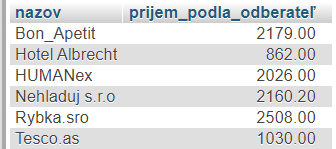 nazov prijem_podla_odberateľ
Bon_Apetit 2179.00
Hotel Albrecht 862.00
HUMANex 2026.00
Nehladuj s.r.o 2160.20
Rybka.sro 2508.00
Tesco.as 1030.00